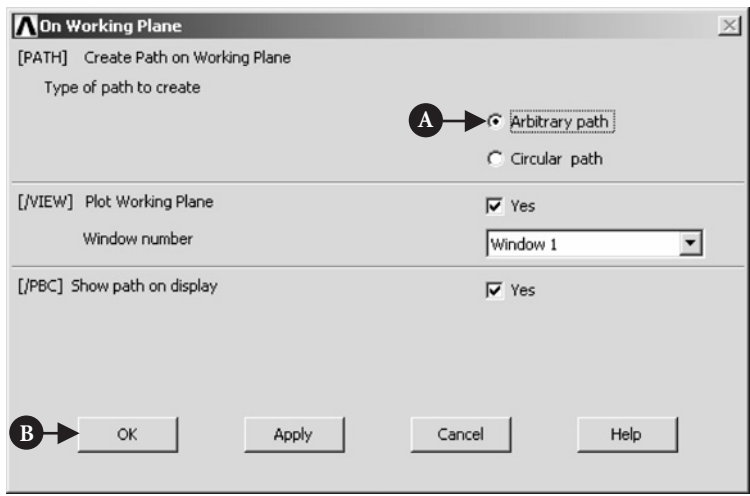 On Working Plane
[PATH] Create Path on Working Plane
Type of path to create
A
Arbitrary path
Circular path
[/VIEW] Plot Working Plane
Yes
Window number
Window 1
[/PBC] Show path on display
Yes
B
OK
Apply
Cancel
Help